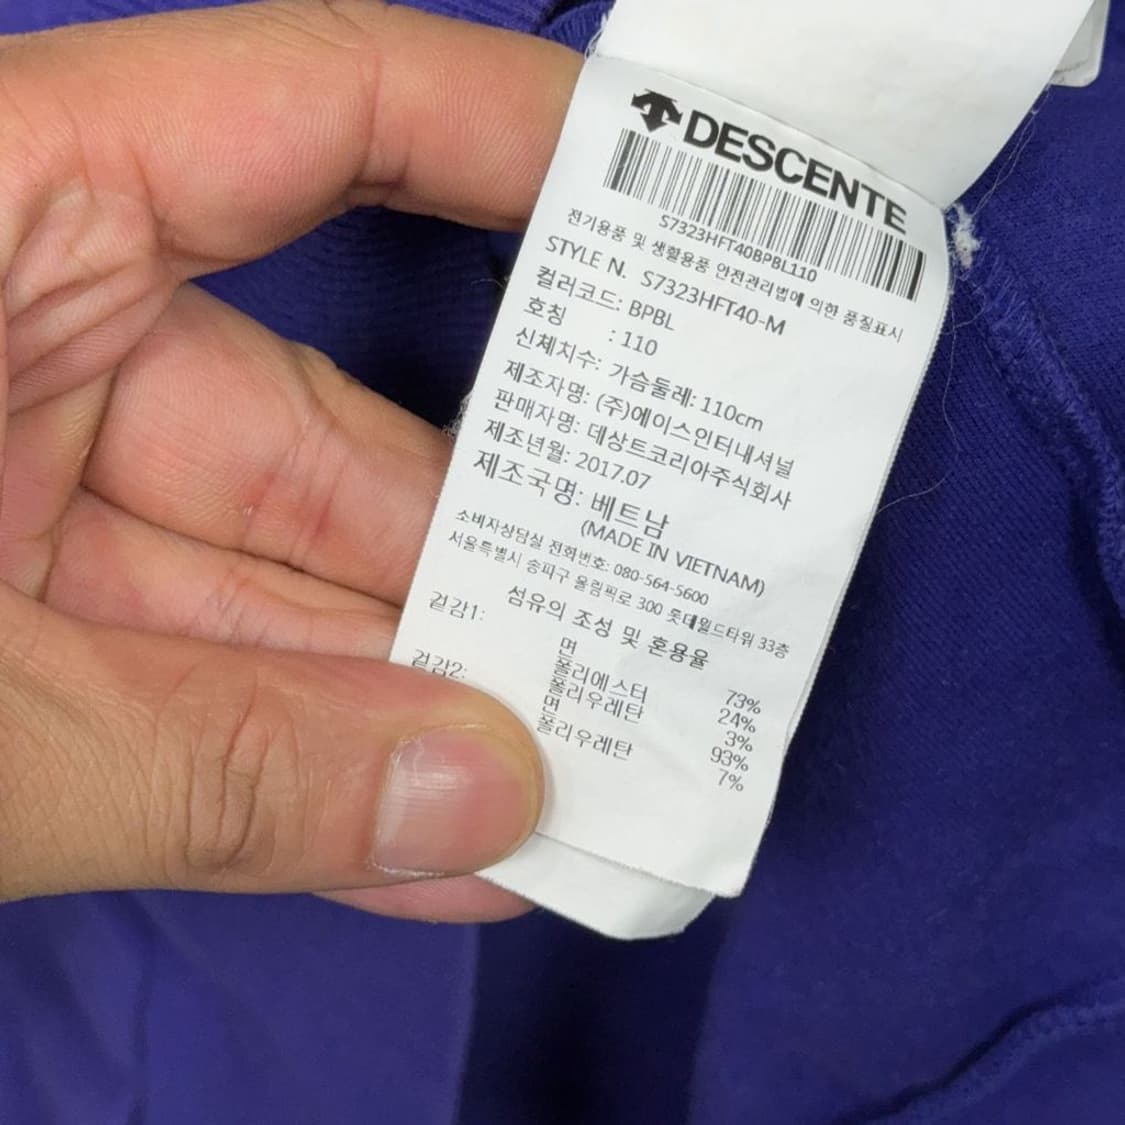 DESCENTE
S7323HFT40BPBL110
전기용품 및 생활용품 안전관리법에 의한 품질표시
STYLE N. S7323HFT40-M
컬러코드: BPBL
호칭 : 110
신체치수: 가슴둘레: 110cm
제조자명: (주)에이스인터내셔널
판매자명: 데상트코리아주식회사
제조년월: 2017.07
제조국명: 베트남
(MADE IN VIETNAM)
소비자상담실 전화번호: 080-564-5600
서울특별시 송파구 올림픽로 300 롯데월드타워 33층
섬유의 조성 및 혼용율
겉감1: 면 73%
폴리에스터 24%
폴리우레탄 3%
겉감2: 면 93%
폴리우레탄 7%